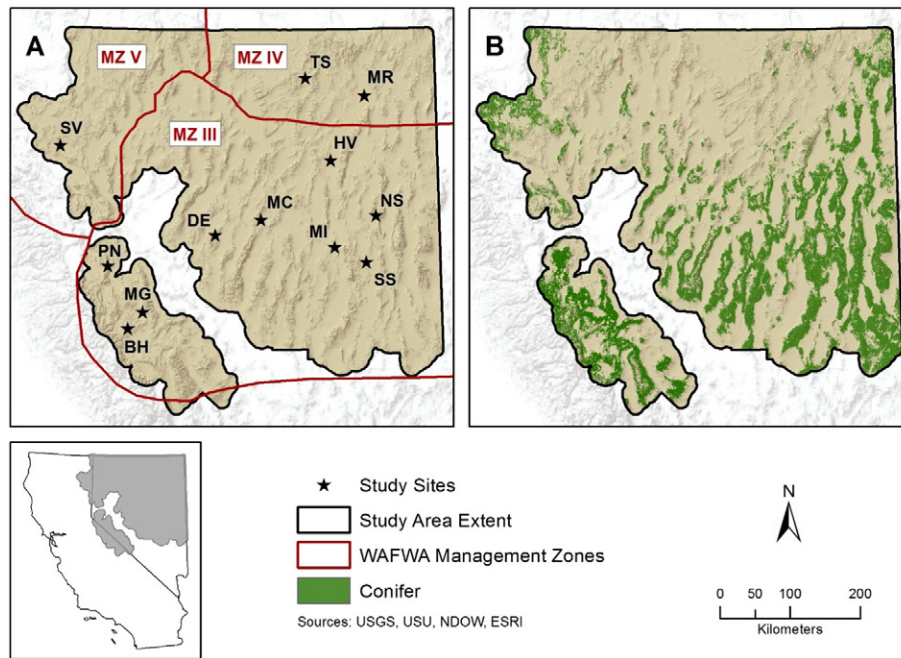 A
MZ V
MZ IV
TS
MR
SV
MZ III
HV
NS
MC
DE
MI
SS
PN
MG
BH
B
Study Sites
Study Area Extent
WAFWA Management Zones
Conifer
Sources: USGS, USU, NDOW, ESRI
N
0 50 100 200
Kilometers